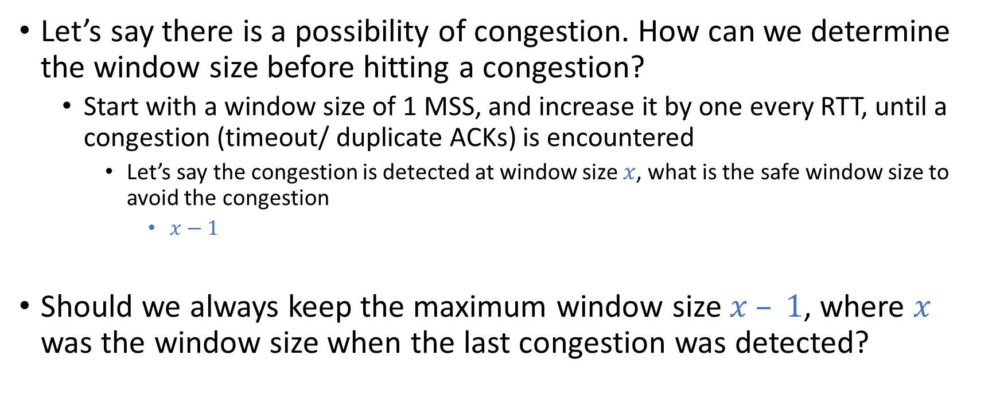 • Let’s say there is a possibility of congestion. How can we determine
the window size before hitting a congestion?
• Start with a window size of 1 MSS, and increase it by one every RTT, until a
congestion (timeout/ duplicate ACKs) is encountered
• Let’s say the congestion is detected at window size x, what is the safe window size to
avoid the congestion
• x − 1
• Should we always keep the maximum window size x − 1, where x
was the window size when the last congestion was detected?